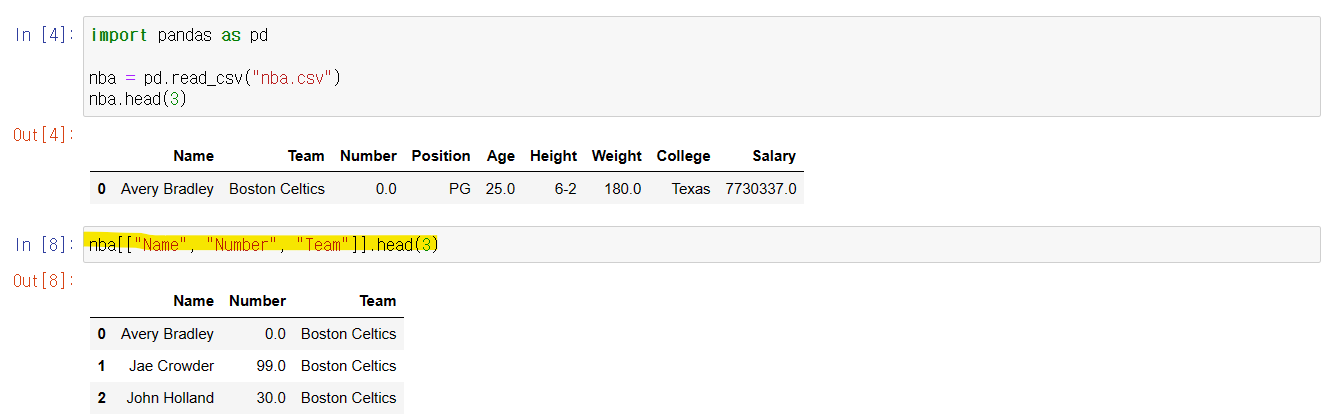 In [4]: import pandas as pd
nba = pd.read_csv("nba.csv")
nba.head(3)
Out[4]:
Name Team Number Position Age Height Weight College Salary
0 Avery Bradley Boston Celtics 0.0 PG 25.0 6-2 180.0 Texas 7730337.0
In [8]: nba[["Name", "Number", "Team"]].head(3)
Out[8]:
Name Number Team
0 Avery Bradley 0.0 Boston Celtics
1 Jae Crowder 99.0 Boston Celtics
2 John Holland 30.0 Boston Celtics